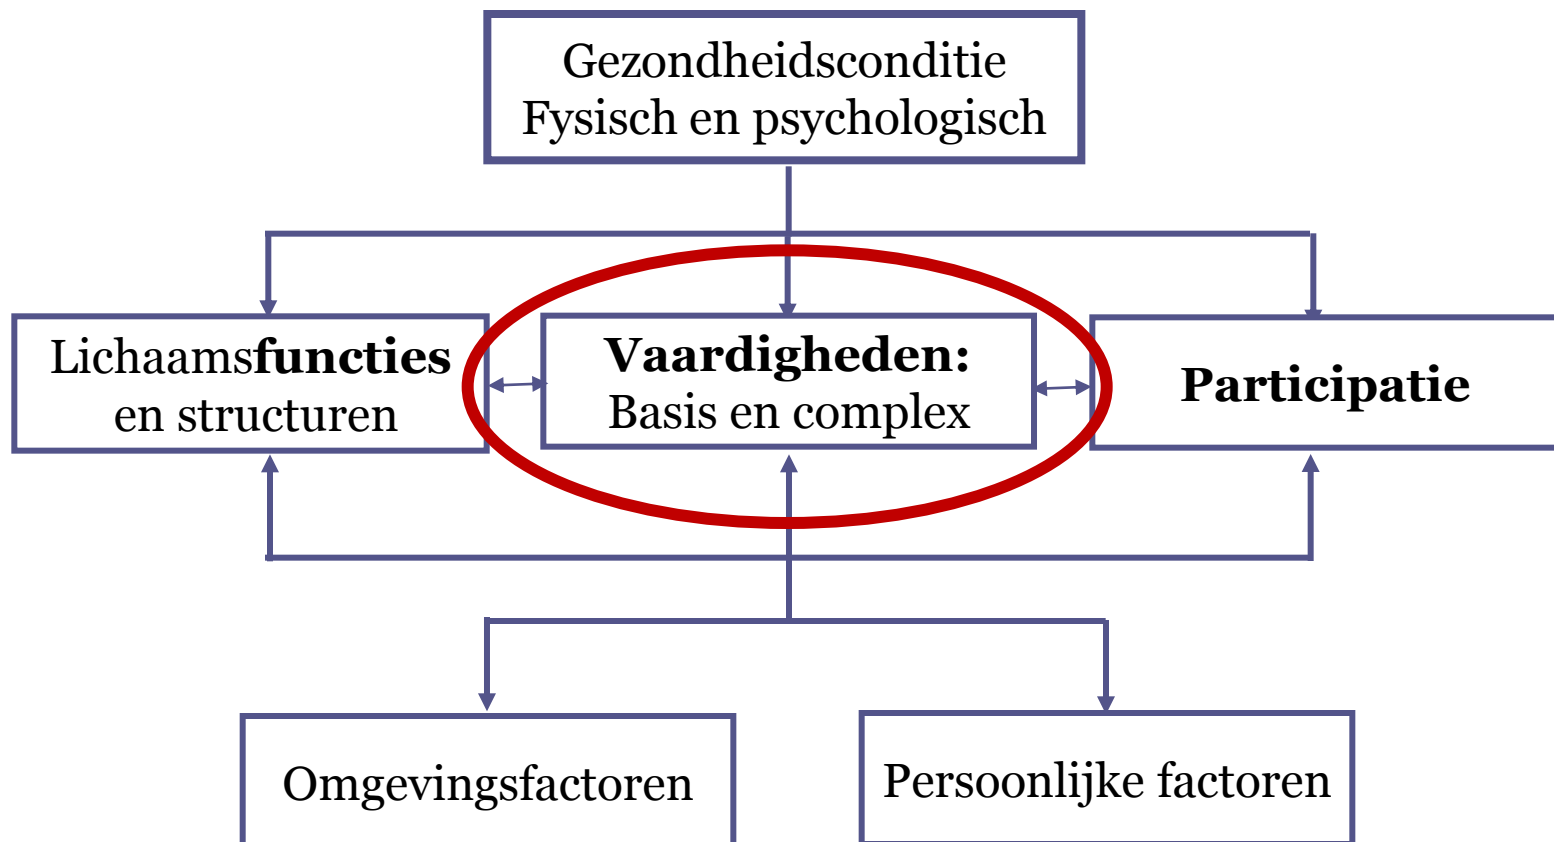 Gezondheidsconditie
Fysisch en psychologisch
Lichaamsfuncties
en structuren
Vaardigheden:
Basis en complex
Participatie
Omgevingsfactoren
Persoonlijke factoren